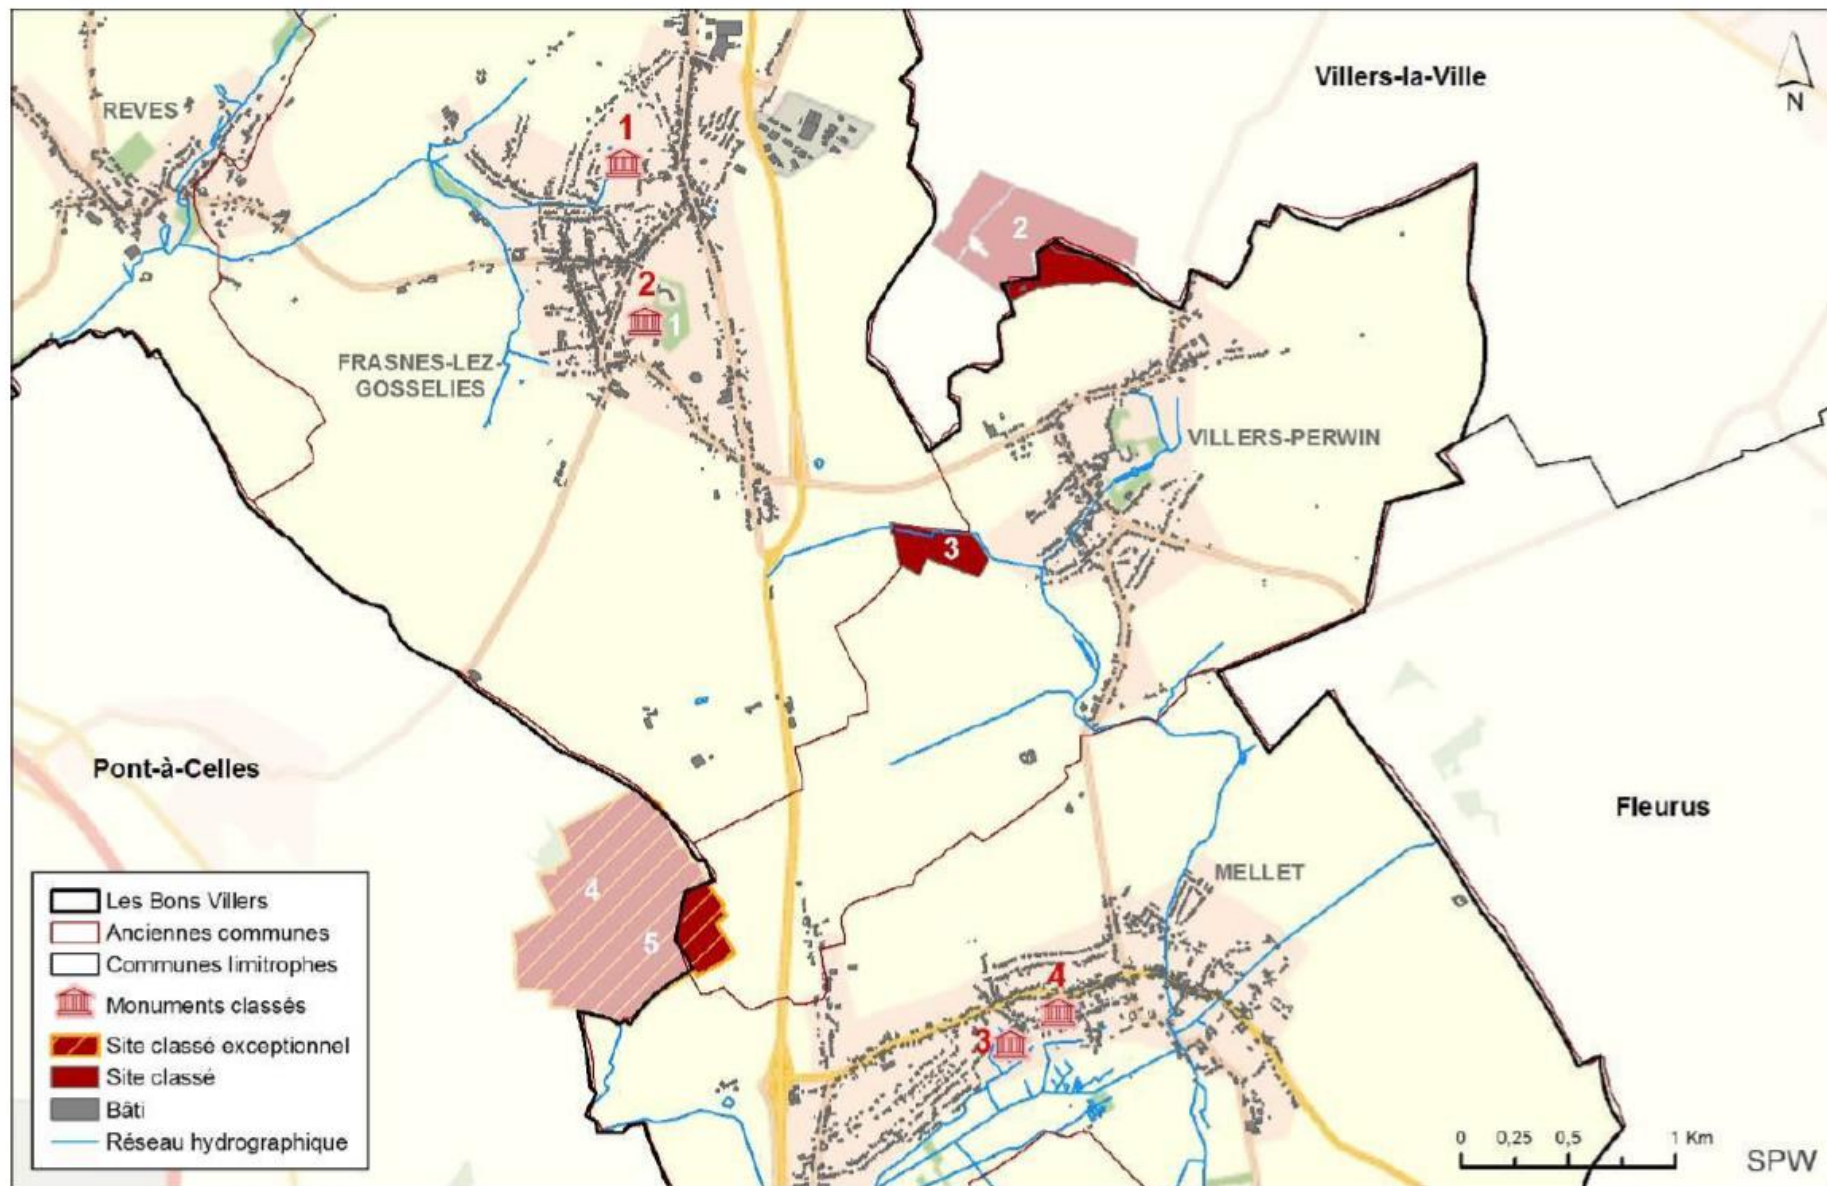 Villers-la-Ville
N
REVES
1
2
2
1
FRASNES-LEZ-
GOSSELIES
VILLERS-PERWIN
3
Pont-à-Celles
Fleurus
MELLET
4
5
4
3
Les Bons Villers
Anciennes communes
Communes limitrophes
Monuments classés
Site classé exceptionnel
Site classé
Bâti
Réseau hydrographique
0 0,25 0,5 1 Km
SPW